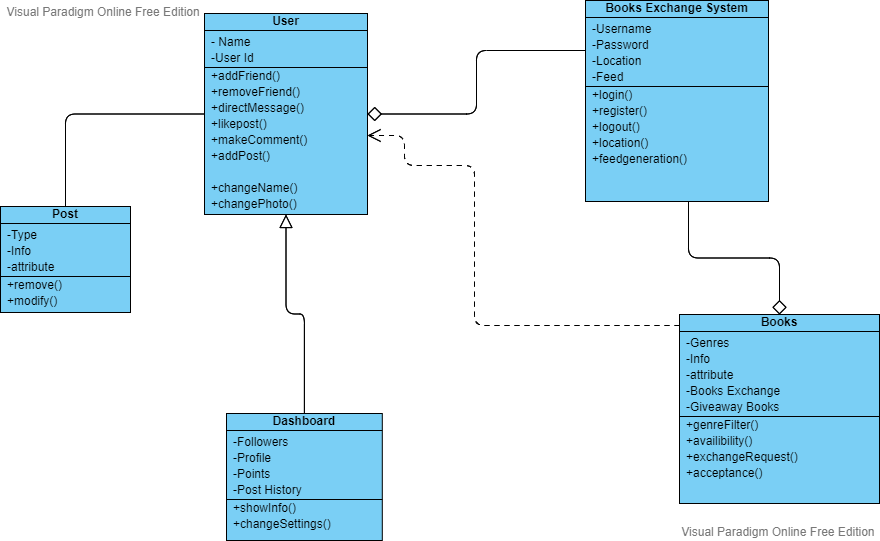 Visual Paradigm Online Free Edition
User
- Name
-User Id
+addFriend()
+removeFriend()
+directMessage()
+likepost()
+makeComment()
+addPost()
+changeName()
+changePhoto()
Books Exchange System
-Username
-Password
-Location
-Feed
+login()
+register()
+logout()
+location()
+feedgeneration()
Post
-Type
-Info
-attribute
+remove()
+modify()
Books
-Genres
-Info
-attribute
-Books Exchange
-Giveaway Books
+genreFilter()
+availibility()
+exchangeRequest()
+acceptance()
Dashboard
-Followers
-Profile
-Points
-Post History
+showInfo()
+changeSettings()
Visual Paradigm Online Free Edition